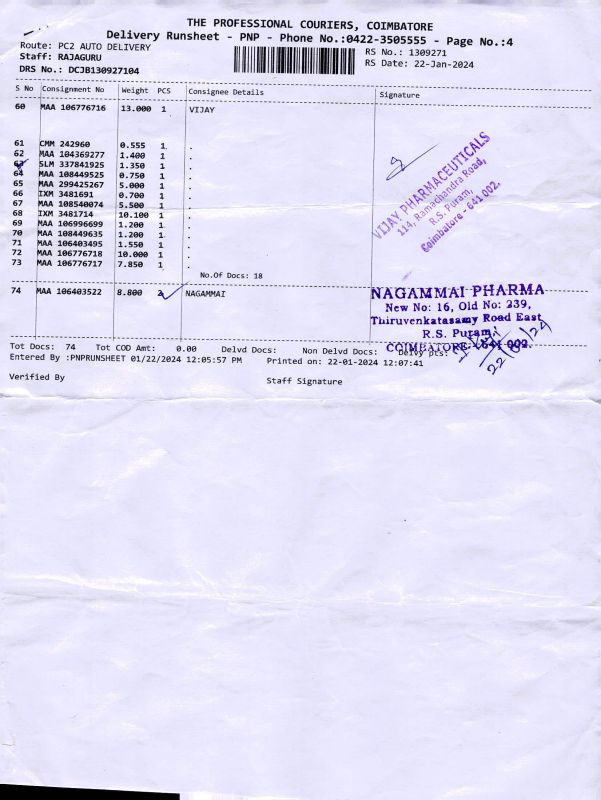 THE PROFESSIONAL COURIERS, COIMBATORE
Delivery Runsheet - PNP - Phone No.:0422-3505555 - Page No.:4
Route: PC2 AUTO DELIVERY
RS No.: 1309271
Staff: RAJAGURU
RS Date: 22-Jan-2024
DRS No.: DCJB130927104
S No Consignment No Weight PCS Consignee Details Signature
60 MAA 106776716 13.000 1 VIJAY
61 CMM 242960 0.555 1 .
62 MAA 104369277 1.400 1 .
63 SLM 337841925 1.350 1 .
64 MAA 108449525 0.750 1 .
65 MAA 299425267 5.000 1 .
66 IXM 3481691 0.700 1 .
67 MAA 108540074 5.500 1 .
68 IXM 3481714 10.100 1 .
69 MAA 106996699 1.200 1 .
70 MAA 108449635 1.200 1 .
71 MAA 106403495 1.550 1 .
72 MAA 106776718 10.000 1 .
73 MAA 106776717 7.850 1 .
No.Of Docs: 18
VIJAY PHARMACEUTICALS
114, Ramachandra Road,
R.S. Puram,
Coimbatore - 641 002.
74 MAA 106403522 8.800 2 NAGAMMAI
NAGAMMAI PHARMA
New No: 16, Old No: 239,
Thiruvenkatasamy Road East
R.S. Puram,
COIMBATORE - 641 002.
22/01/24
Tot Docs: 74 Tot COD Amt: 0.00 Delvd Docs: Non Delvd Docs: Delvy pts:
Entered By :PNPRUNSHEET 01/22/2024 12:05:57 PM Printed on: 22-01-2024 12:07:41
Verified By
Staff Signature